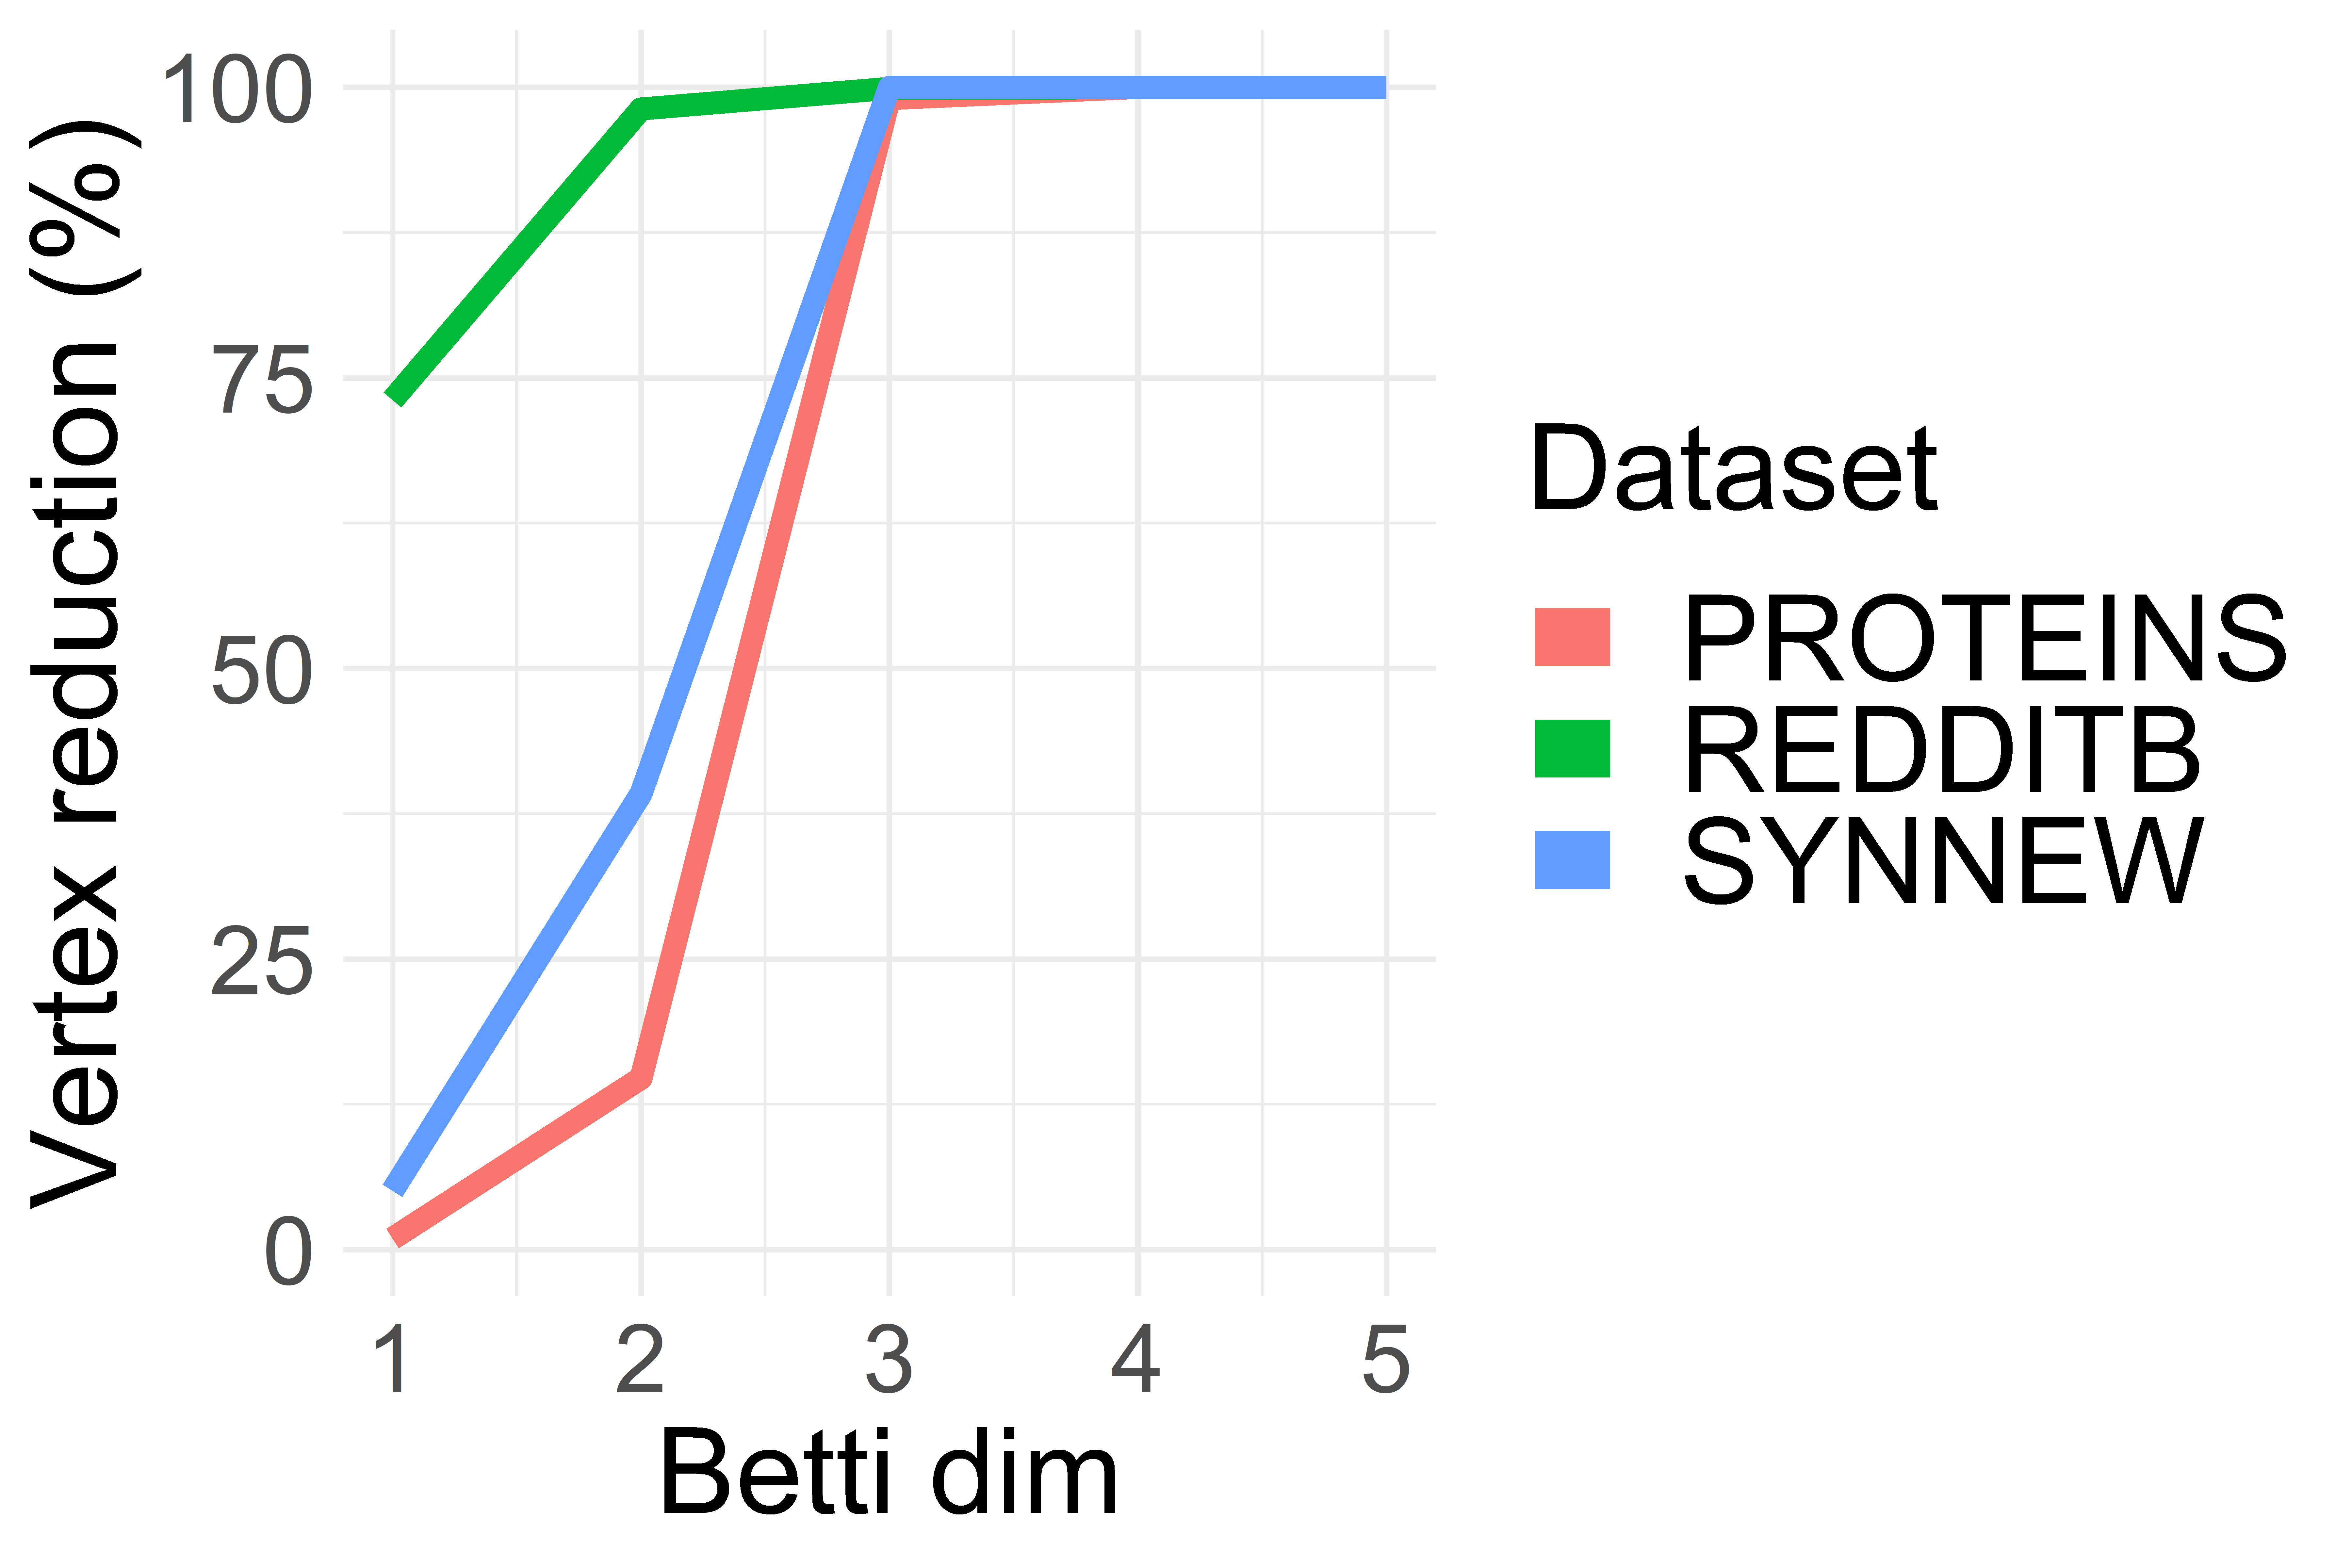 Vertex reduction (%)
100
75
50
25
0
1 2 3 4 5
Betti dim
Dataset
PROTEINS
REDDITB
SYNNEW